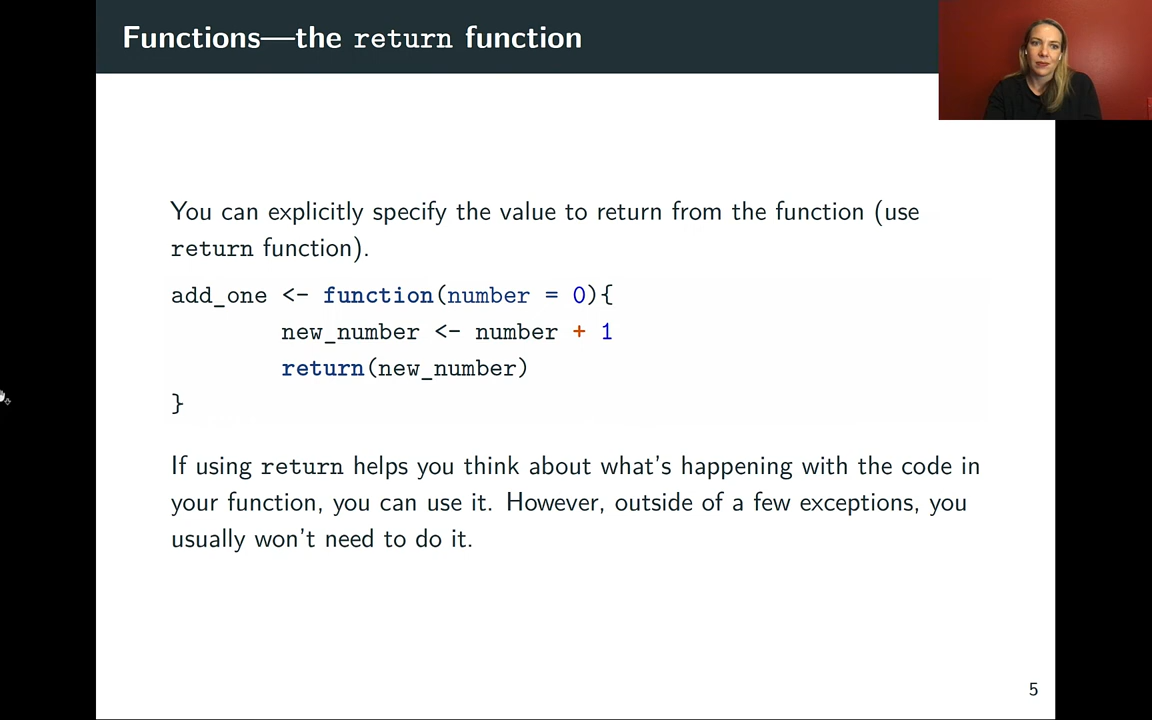 Functions—the return function
You can explicitly specify the value to return from the function (use
return function).
add_one <- function(number = 0){
        new_number <- number + 1
        return(new_number)
}
If using return helps you think about what's happening with the code in
your function, you can use it. However, outside of a few exceptions, you
usually won't need to do it.
5